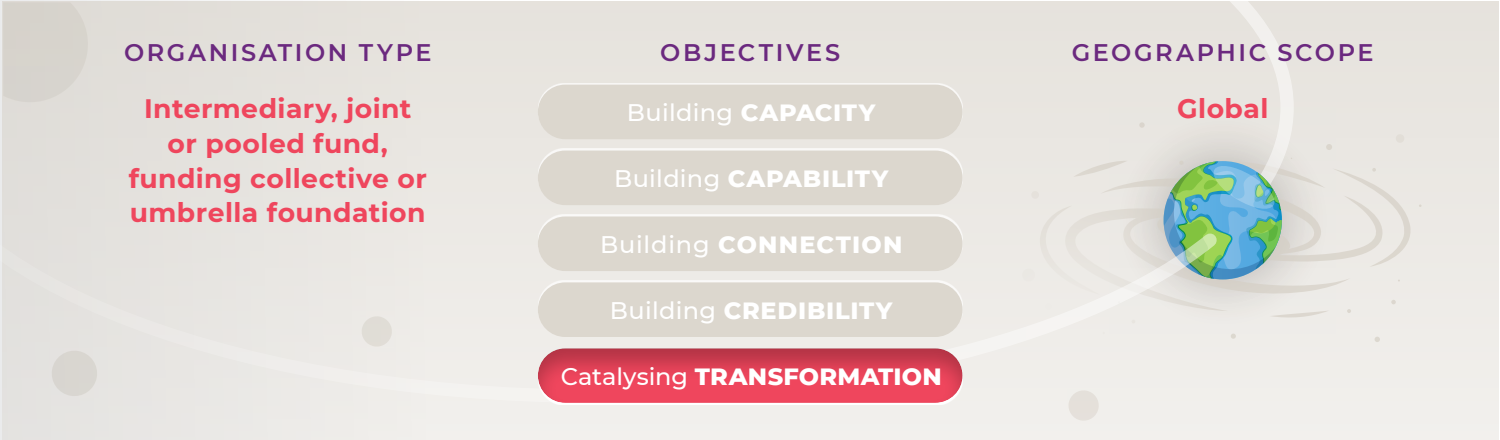 ORGANISATION TYPE
Intermediary, joint
or pooled fund,
funding collective or
umbrella foundation
OBJECTIVES
Building CAPACITY
Building CAPABILITY
Building CONNECTION
Building CREDIBILITY
Catalysing TRANSFORMATION
GEOGRAPHIC SCOPE
Global